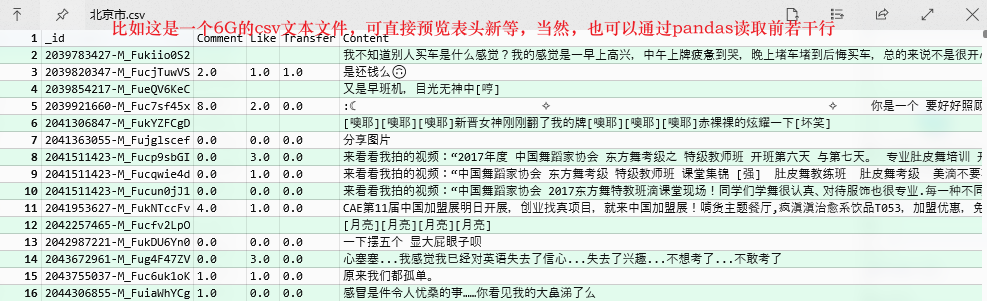 北京市.csv
比如这是一个6G的csv文本文件，可直接预览表头新等，当然，也可以通过pandas读取前若干行
1 _id Comment Like Transfer Content
2 2039783427-M_Fukiio0S2 我不知道别人买车是什么感觉？我的感觉是一早上高兴，中午上牌疲惫到哭，晚上堵车堵到后悔买车，总的来说不是很开
3 2039820347-M_FucjTuwVS 2.0 1.0 1.0 是还钱么🙃
4 2039854217-M_FueQV6KeC 又是早班机，目光无神中[哼]
5 2039921660-M_Fuc7sf45x 8.0 2.0 0.0 :☾ ✧ ✧ 你是一个 要好好照顾
6 2041306847-M_FukYZFCgD [噢耶][噢耶][噢耶]新晋女神刚刚翻了我的牌[噢耶][噢耶][噢耶]赤裸裸的炫耀一下[坏笑]
7 2041363055-M_Fujglscef 0.0 0.0 0.0 分享图片
8 2041511423-M_Fucp9sbGI 0.0 3.0 0.0 来看看我拍的视频：“2017年度 中国舞蹈家协会 东方舞考级之 特级教师班 开班第六天 与第七天。 专业肚皮舞培训
9 2041511423-M_Fucqwie4d 0.0 1.0 0.0 来看看我拍的视频：“中国舞蹈家协会 东方舞考级 特级教师班 课堂集锦 [强] 肚皮舞教练班 肚皮舞考级 美滴不要
10 2041511423-M_Fucun0jJ1 0.0 0.0 0.0 来看看我拍的视频：“中国舞蹈家协会 2017东方舞特教班滴课堂现场！同学们学舞很认真、对待服饰也很专业.每一种不同
11 2041953627-M_FukNTccFv 4.0 1.0 0.0 CAE第11届中国加盟展明日开展，创业找真项目，就来中国加盟展！啃货主题餐厅,疯滇滇治愈系饮品T053，加盟优惠，免
12 2042257465-M_Fucfv2LpO [月亮][月亮][月亮][月亮]
13 2042987221-M_FukDU6Yn0 0.0 0.0 0.0 一下摆五个 显大屁眼子呗
14 2043672961-M_Fug4F47ZV 0.0 3.0 0.0 心塞塞...我感觉我已经对英语失去了信心...失去了兴趣...不想考了...不敢考了
15 2043755037-M_Fuc6uk1oK 1.0 1.0 0.0 原来我们都孤单。
16 2044306855-M_FuiaWhYCg 1.0 0.0 0.0 感冒是件令人忧桑的事……你看见我的大鼻涕了么